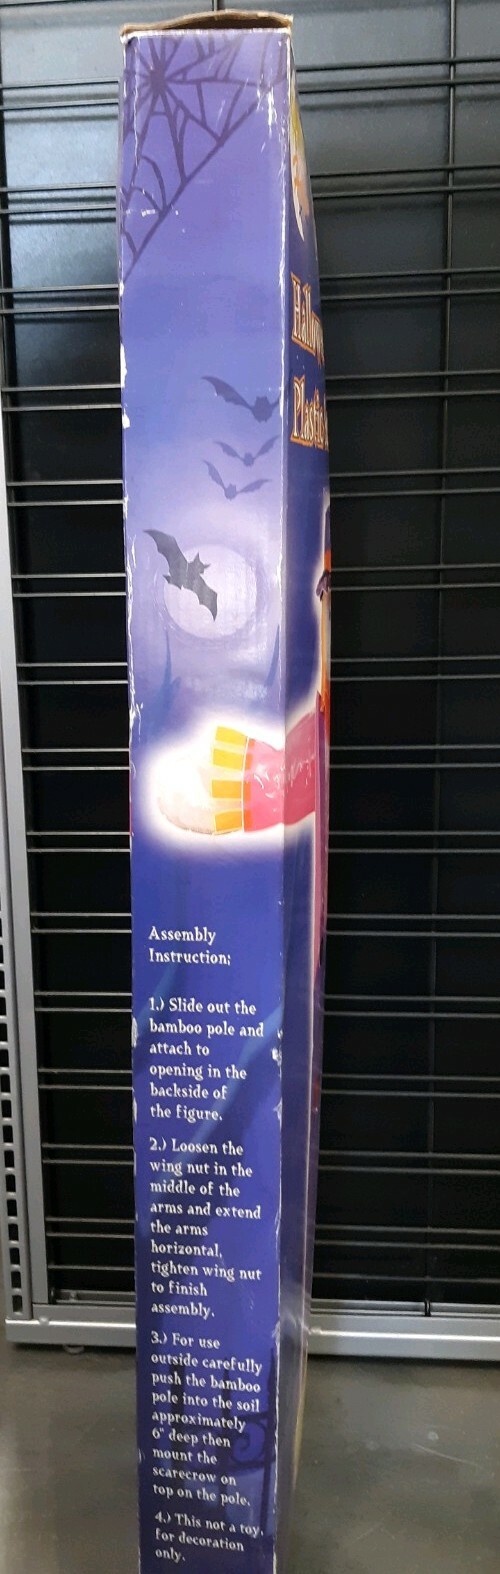 Assembly
Instruction:
1.) Slide out the
bamboo pole and
attach to
opening in the
backside of
the figure.
2.) Loosen the
wing nut in the
middle of the
arms and extend
the arms
horizontal,
tighten wing nut
to finish
assembly.
3.) For use
outside carefully
push the bamboo
pole into the soil
approximately
6" deep then
mount the
scarecrow on
top on the pole.
4.) This not a toy.
For decoration
only.
Plastic